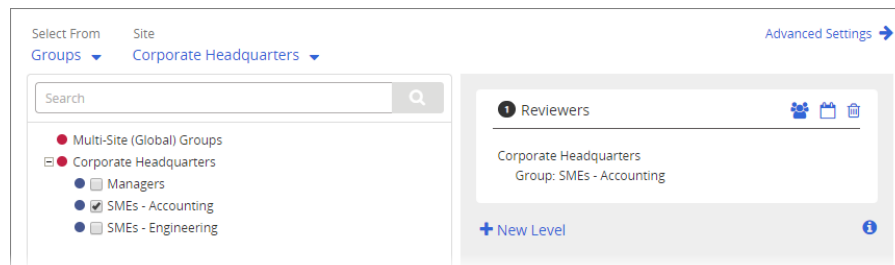 Select From Site
Groups Corporate Headquarters
Advanced Settings
Search
Multi-Site (Global) Groups
Corporate Headquarters
Managers
SMEs - Accounting
SMEs - Engineering
1 Reviewers
Corporate Headquarters
Group: SMEs - Accounting
New Level